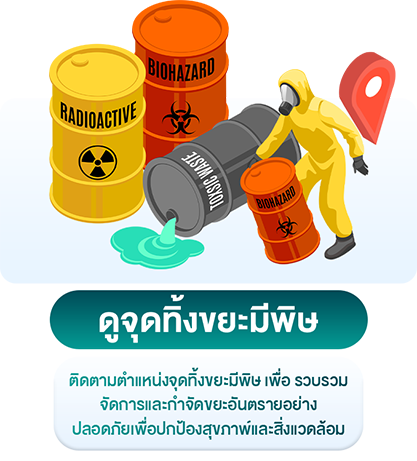 BIOHAZARD
RADIOACTIVE
TOXSIC WASTE
BIOHAZARD
ดูจุดทิ้งขยะมีพิษ
ติดตามตำแหน่งจุดทิ้งขยะมีพิษ เพื่อ รวบรวม
จัดการและกำจัดขยะอันตรายอย่าง
ปลอดภัยเพื่อปกป้องสุขภาพ์และสิ่งแวดล้อม